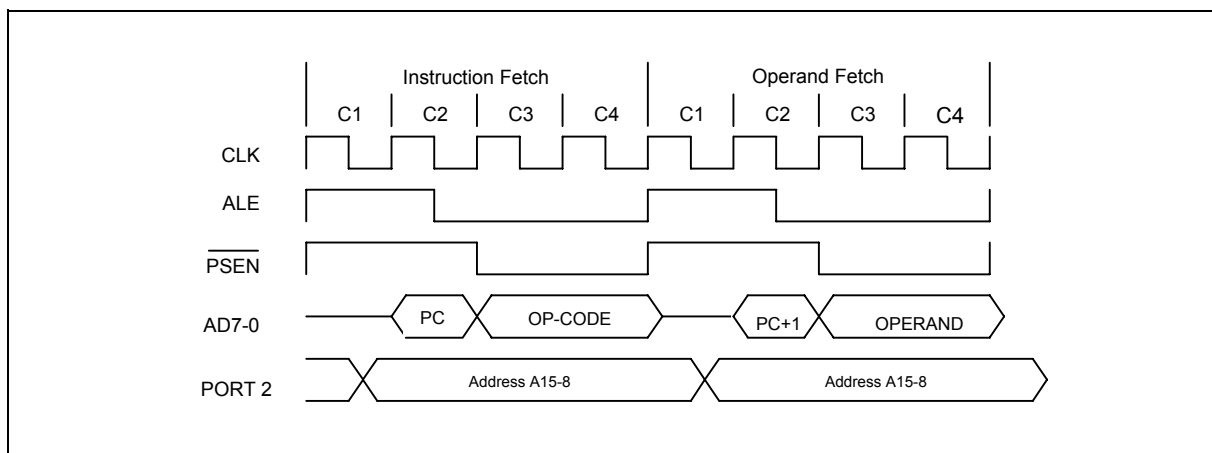 Instruction Fetch Operand Fetch
C1 C2 C3 C4 C1 C2 C3 C4
CLK
ALE
PSEN
AD7-0 PC OP-CODE PC+1 OPERAND
PORT 2 Address A15-8 Address A15-8